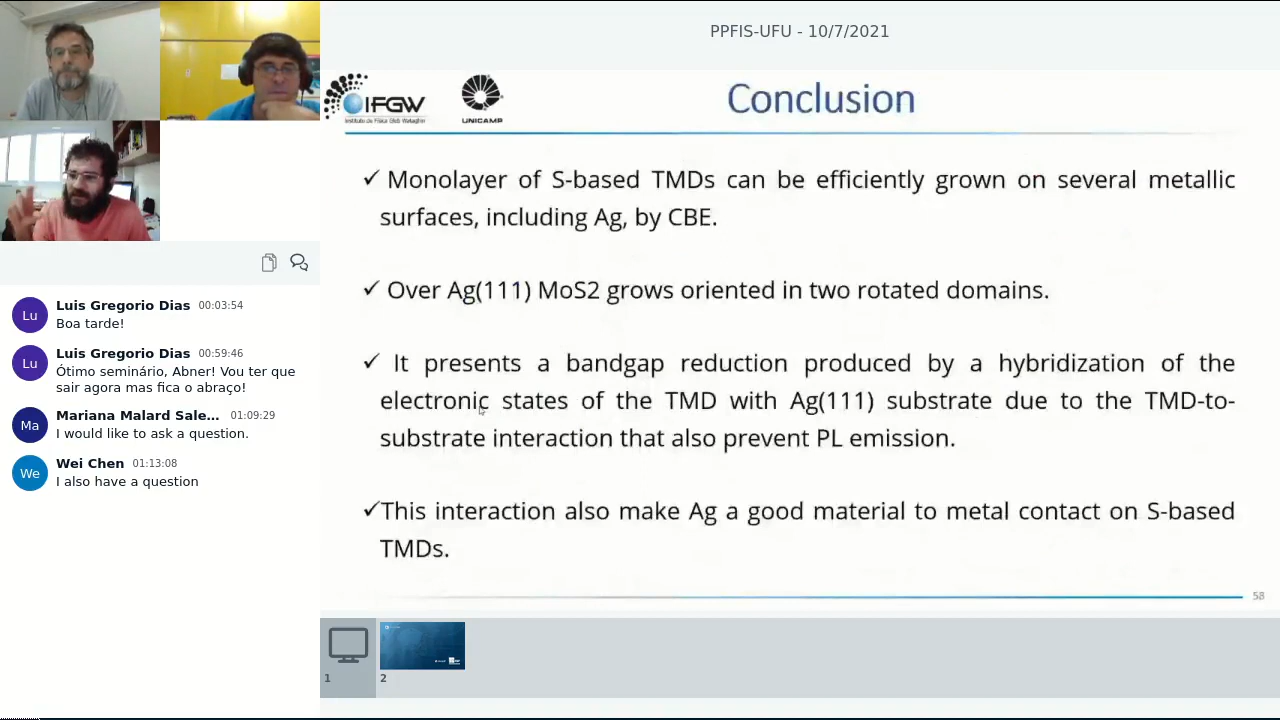 PPFIS-UFU - 10/7/2021
IFGW
UNICAMP
Conclusion
✓ Monolayer of S-based TMDs can be efficiently grown on several metallic
surfaces, including Ag, by CBE.
✓ Over Ag(111) MoS2 grows oriented in two rotated domains.
✓ It presents a bandgap reduction produced by a hybridization of the
electronic states of the TMD with Ag(111) substrate due to the TMD-to-
substrate interaction that also prevent PL emission.
✓This interaction also make Ag a good material to metal contact on S-based
TMDs.
58
Lu
Luis Gregorio Dias 00:03:54
Boa tarde!
Lu
Luis Gregorio Dias 00:59:46
Ótimo seminário, Abner! Vou ter que
sair agora mas fica o abraço!
Ma
Mariana Malard Sale... 01:09:29
I would like to ask a question.
We
Wei Chen 01:13:08
I also have a question
1
2